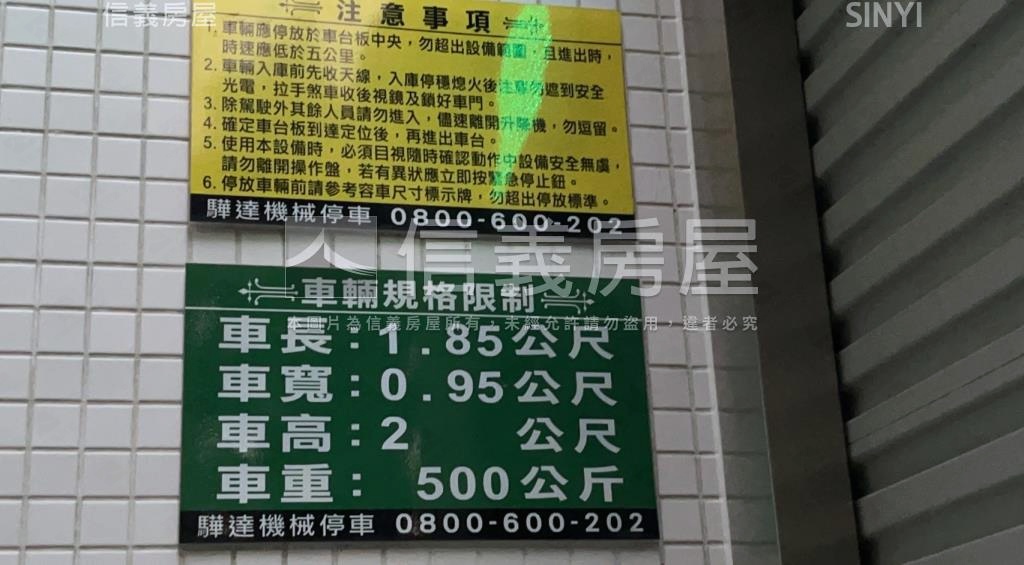 信義房屋
SINYI
注意事項
1. 車輛應停放於車台板中央，勿超出設備範圍，且進出時，
時速應低於五公里。
2. 車輛入庫前先收天線，入庫停穩熄火後注意勿遮到安全
光電，拉手煞車收後視鏡及鎖好車門。
3. 除駕駛外其餘人員請勿進入，儘速離開升降機，勿逗留。
4. 確定車台板到達定位後，再進出車台。
5. 使用本設備時，必須目視隨時確認動作中設備安全無虞，
請勿離開操作盤，若有異狀應立即按緊急停止鈕。
6. 停放車輛前請參考容車尺寸標示牌，勿超出停放標準。
驊達機械停車 0800-600-202
信義房屋
車輛規格限制
本圖片為信義房屋所有，未經允許請勿盜用，違者必究
車長：1.85公尺
車寬：0.95公尺
車高：2 公尺
車重： 500公斤
驊達機械停車 0800-600-202